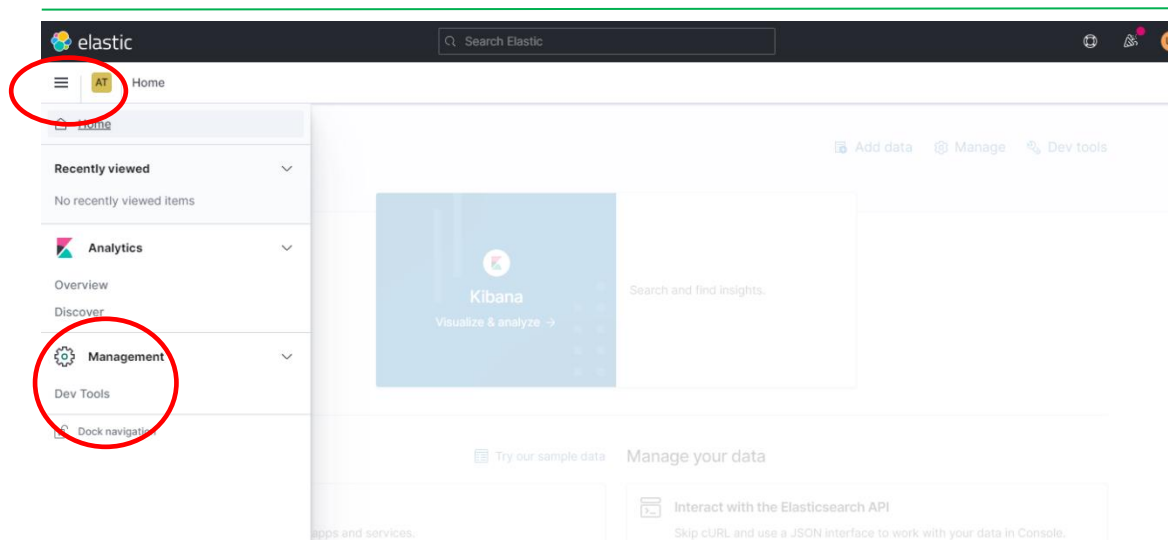 elastic
Search Elastic
AT Home
Home
Add data Manage Dev tools
Recently viewed
No recently viewed items
Analytics
Overview
Discover
Kibana
Visualize & analyze →
Search and find insights.
Management
Dev Tools
Dock navigation
Try our sample data
Manage your data
Interact with the Elasticsearch API
apps and services.
Skip cURL and use a JSON interface to work with your data in Console.